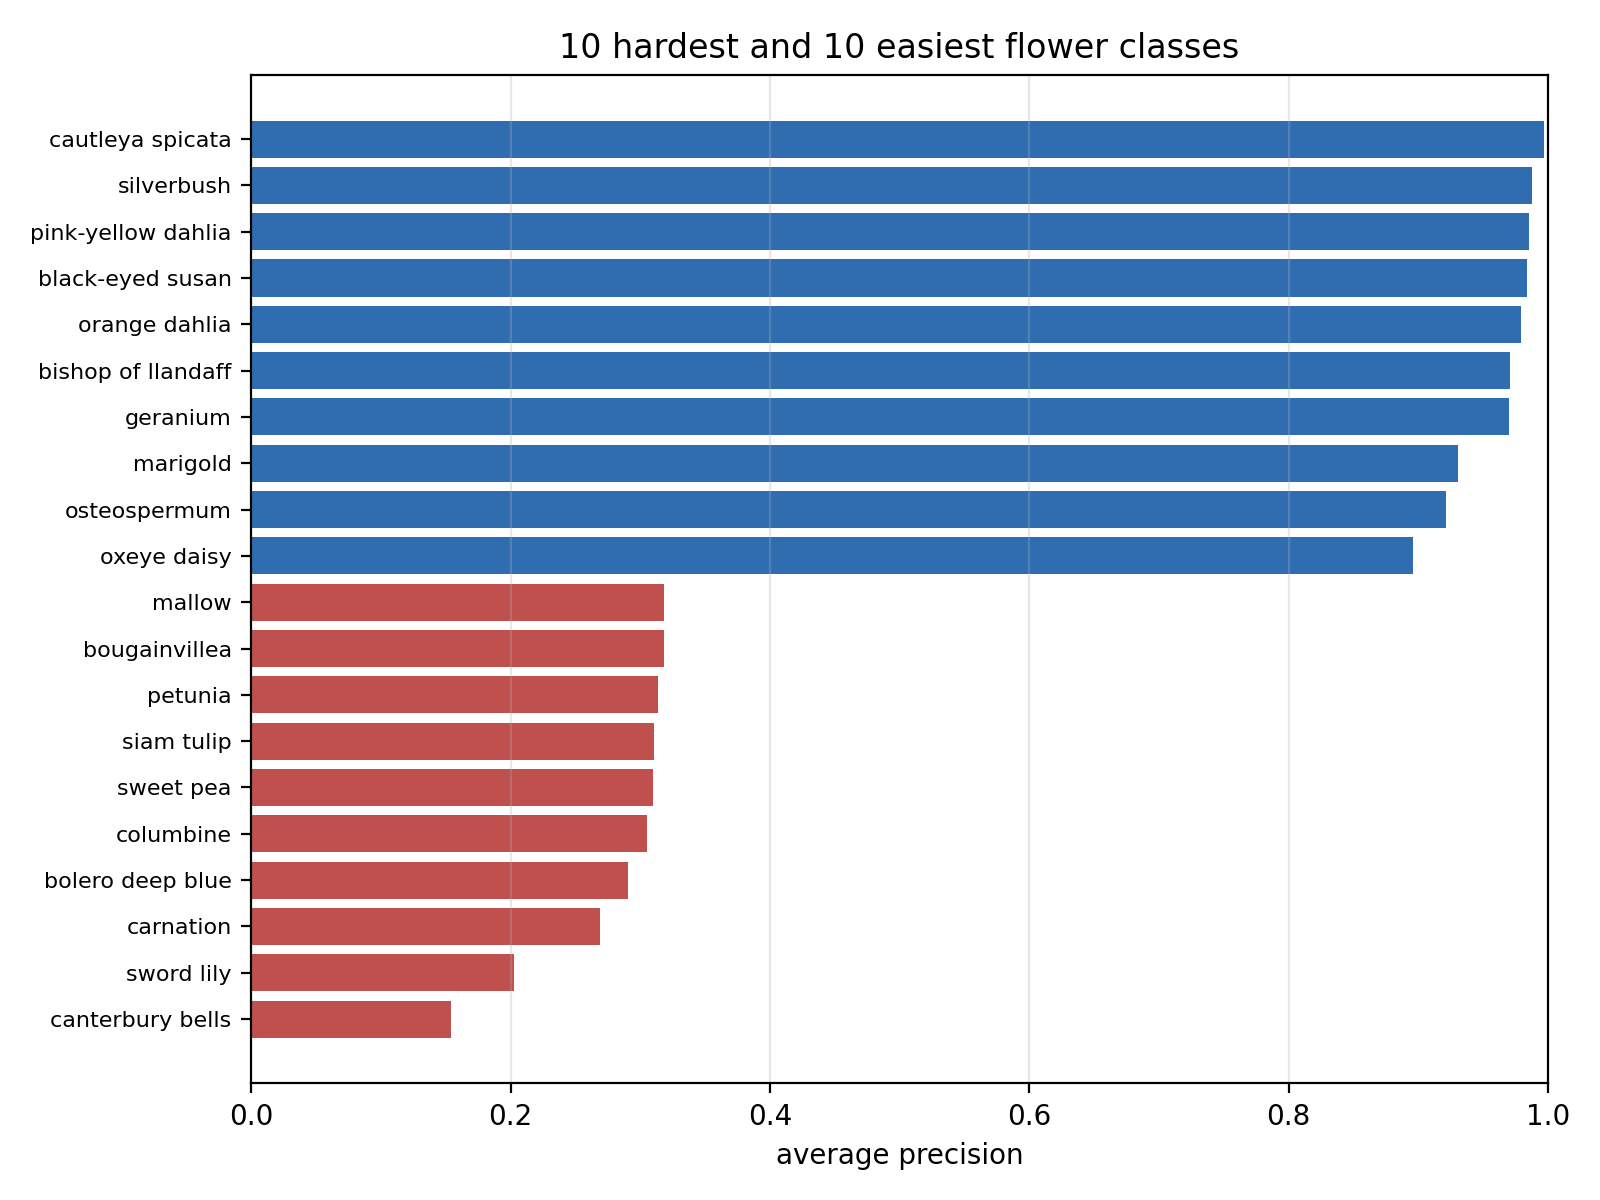 10 hardest and 10 easiest flower classes
cautleya spicata
silverbush
pink-yellow dahlia
black-eyed susan
orange dahlia
bishop of llandaff
geranium
marigold
osteospermum
oxeye daisy
mallow
bougainvillea
petunia
siam tulip
sweet pea
columbine
bolero deep blue
carnation
sword lily
canterbury bells
0.0 0.2 0.4 0.6 0.8 1.0
average precision